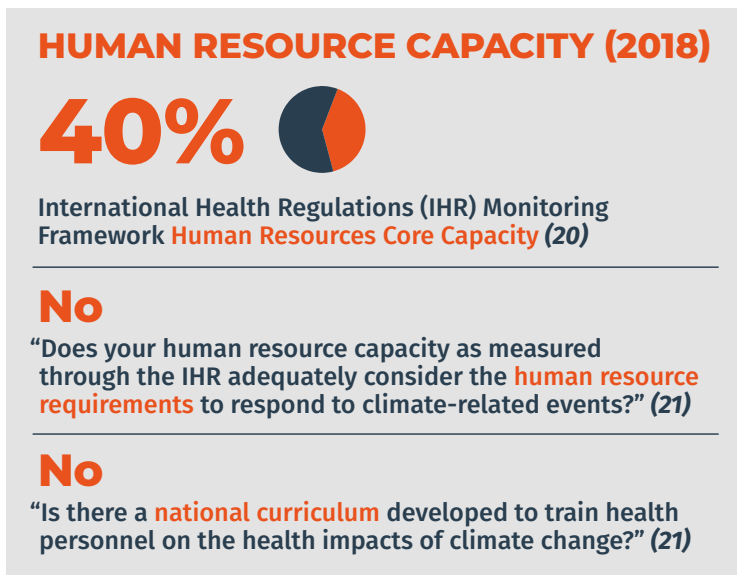 HUMAN RESOURCE CAPACITY (2018)
40%
International Health Regulations (IHR) Monitoring
Framework Human Resources Core Capacity (20)
No
“Does your human resource capacity as measured
through the IHR adequately consider the human resource
requirements to respond to climate-related events?” (21)
No
“Is there a national curriculum developed to train health
personnel on the health impacts of climate change?” (21)